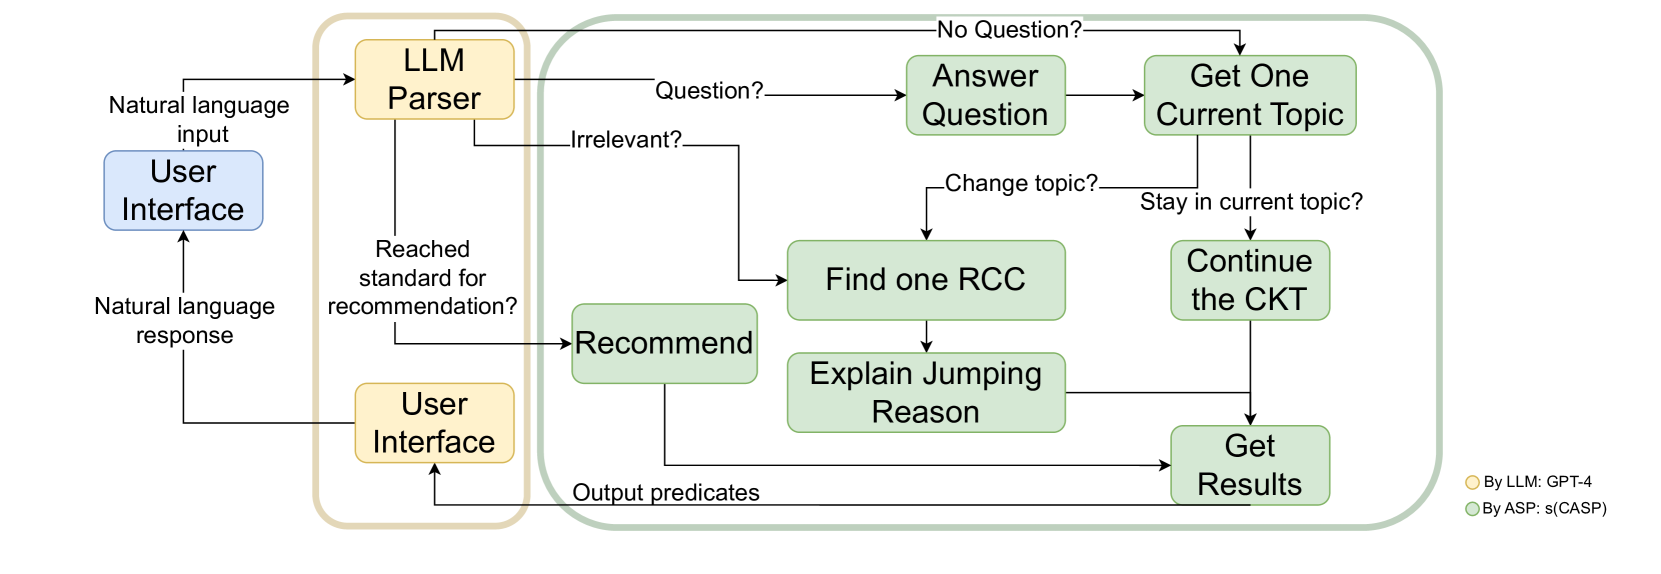 No Question?
LLM
Parser
Question?
Answer
Question
Get One
Current Topic
Natural language
input
Irrelevant?
User
Interface
Change topic?
Stay in current topic?
Reached
standard for
recommendation?
Find one RCC
Continue
the CKT
Natural language
response
Recommend
Explain Jumping
Reason
User
Interface
Get
Results
Output predicates
By LLM: GPT-4
By ASP: s(CASP)